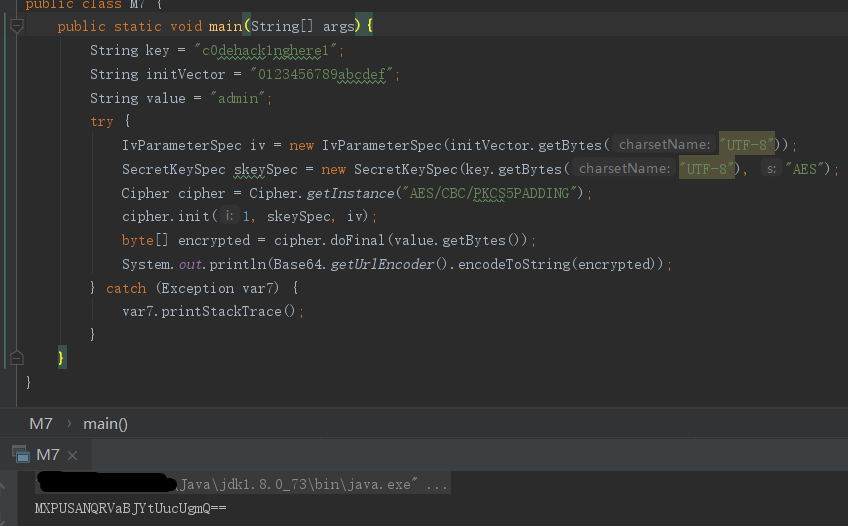 public class M7 {
public static void main(String[] args) {
String key = "c0dehack1nghere1";
String initVector = "0123456789abcdef";
String value = "admin";
try {
IvParameterSpec iv = new IvParameterSpec(initVector.getBytes( charsetName: "UTF-8"));
SecretKeySpec skeySpec = new SecretKeySpec(key.getBytes( charsetName: "UTF-8"), s: "AES");
Cipher cipher = Cipher.getInstance("AES/CBC/PKCS5PADDING");
cipher.init( i: 1, skeySpec, iv);
byte[] encrypted = cipher.doFinal(value.getBytes());
System.out.println(Base64.getUrlEncoder().encodeToString(encrypted));
} catch (Exception var7) {
var7.printStackTrace();
}
}
}
M7 › main()
M7 ×
\Java\jdk1.8.0_73\bin\java.exe" ...
MXPUSANQRVaBJYtUucUgmQ==